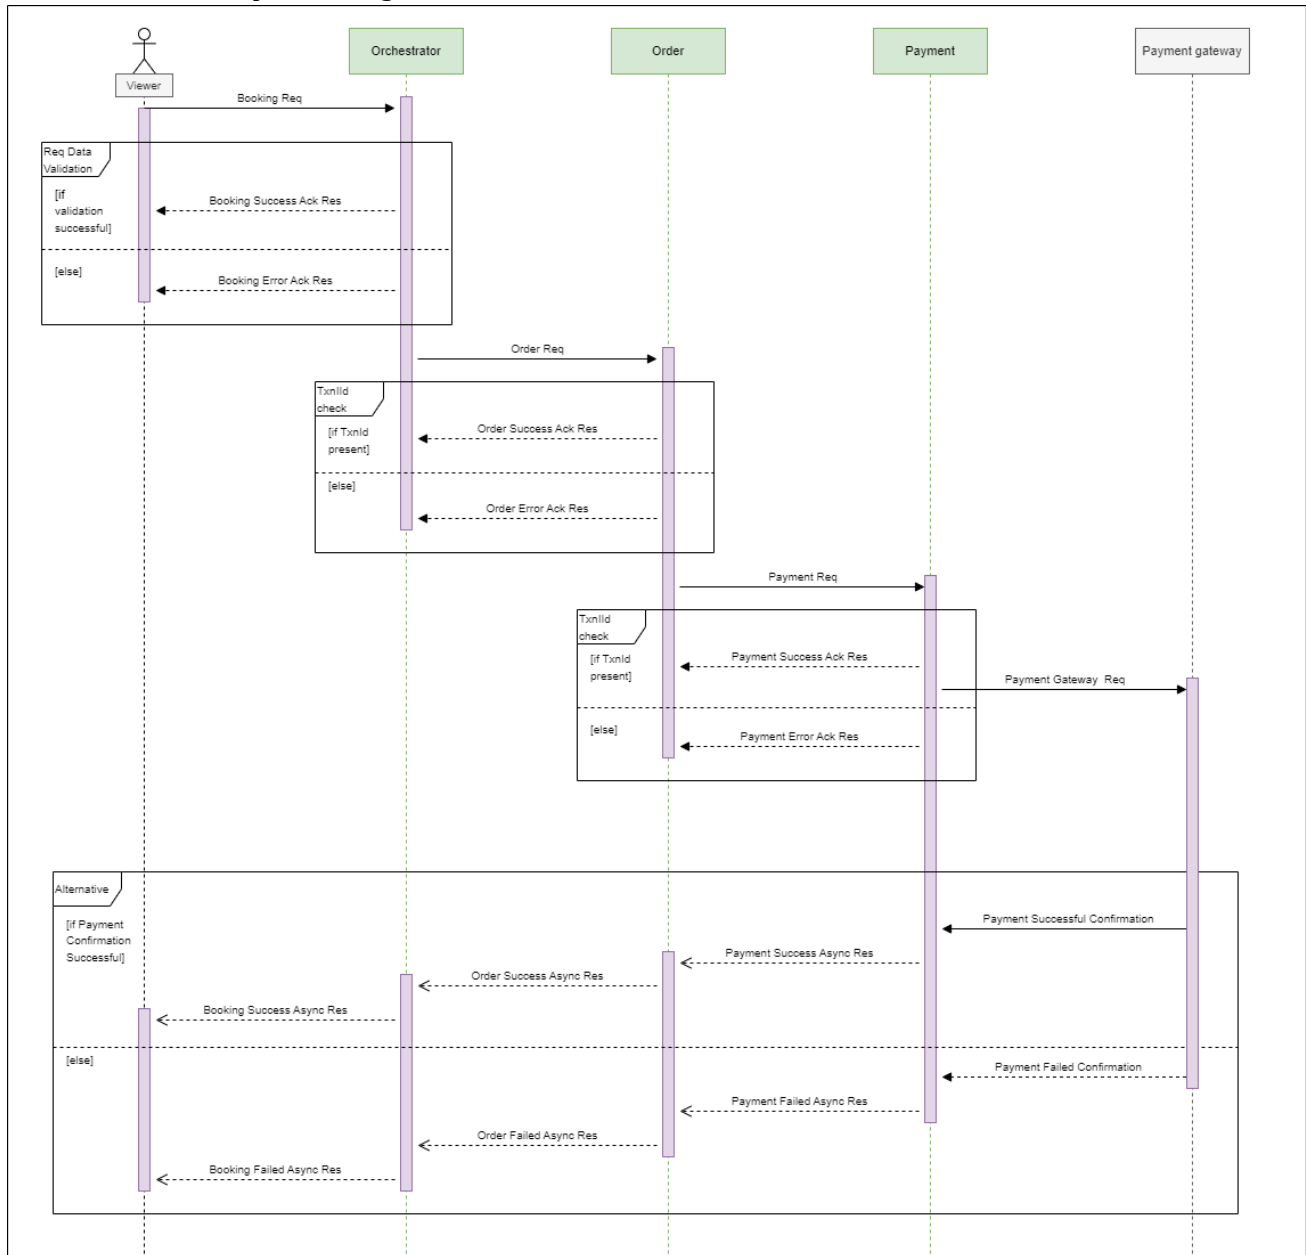 Viewer
Orchestrator
Order
Payment
Payment gateway
Booking Req
Req Data
Validation
[if
validation
successful]
Booking Success Ack Res
[else]
Booking Error Ack Res
Order Req
TxnIId
check
[if TxnId
present]
Order Success Ack Res
[else]
Order Error Ack Res
Payment Req
TxnIId
check
[if TxnId
present]
Payment Success Ack Res
Payment Gateway  Req
[else]
Payment Error Ack Res
Alternative
[if Payment
Confirmation
Successful]
Payment Successful Confirmation
Payment Success Async Res
Order Success Async Res
Booking Success Async Res
[else]
Payment Failed Confirmation
Payment Failed Async Res
Order Failed Async Res
Booking Failed Async Res